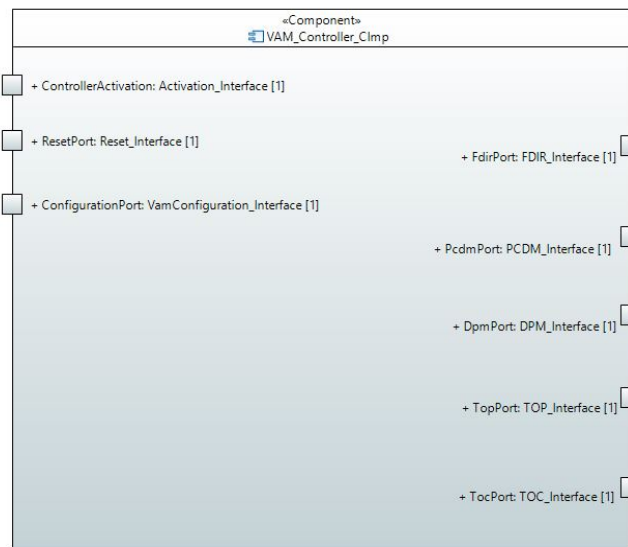 «Component»
VAM_Controller_CImp
+ ControllerActivation: Activation_Interface [1]
+ ResetPort: Reset_Interface [1]
+ FdirPort: FDIR_Interface [1]
+ ConfigurationPort: VamConfiguration_Interface [1]
+ PcdmPort: PCDM_Interface [1]
+ DpmPort: DPM_Interface [1]
+ TopPort: TOP_Interface [1]
+ TocPort: TOC_Interface [1]